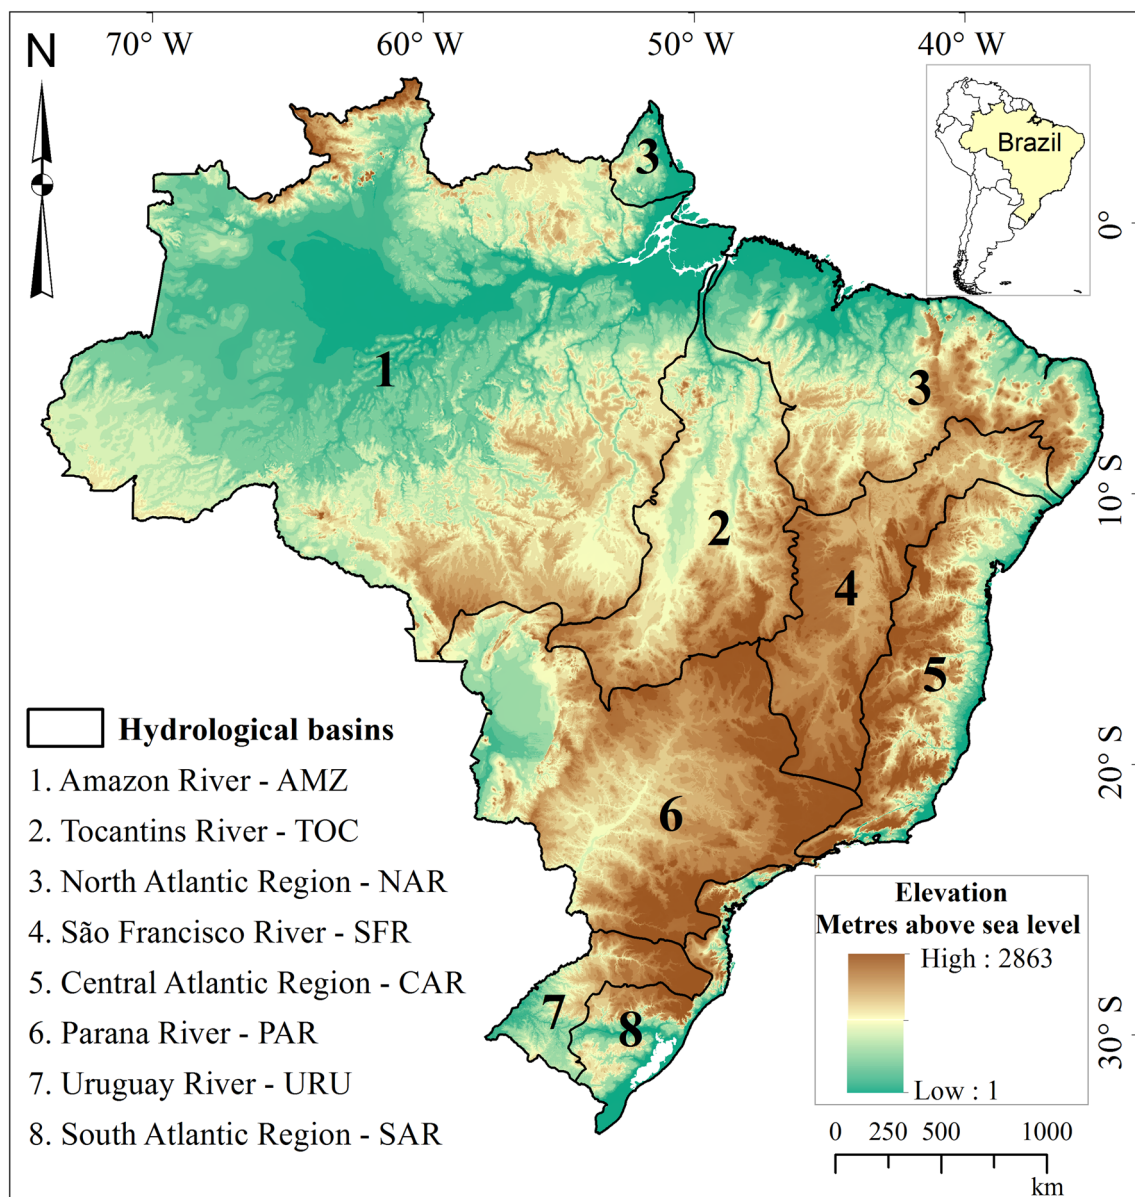 70° W 60° W 50° W 40° W
N
Brazil
3
0°
1
3
10° S
2
4
5
20° S
6
7
8
30° S
Hydrological basins
1. Amazon River - AMZ
2. Tocantins River - TOC
3. North Atlantic Region - NAR
4. São Francisco River - SFR
5. Central Atlantic Region - CAR
6. Parana River - PAR
7. Uruguay River - URU
8. South Atlantic Region - SAR
Elevation
Metres above sea level
High : 2863
Low : 1
0 250 500 1000
km